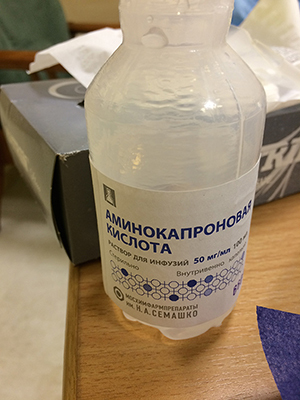 АМИНОКАПРОНОВАЯ
КИСЛОТА
РАСТВОР ДЛЯ ИНФУЗИЙ 50 мг/мл 100 мл
Стерильно
Внутривенно
МОСХИМФАРМПРЕПАРАТЫ
ИМ. Н.А. СЕМАШКО